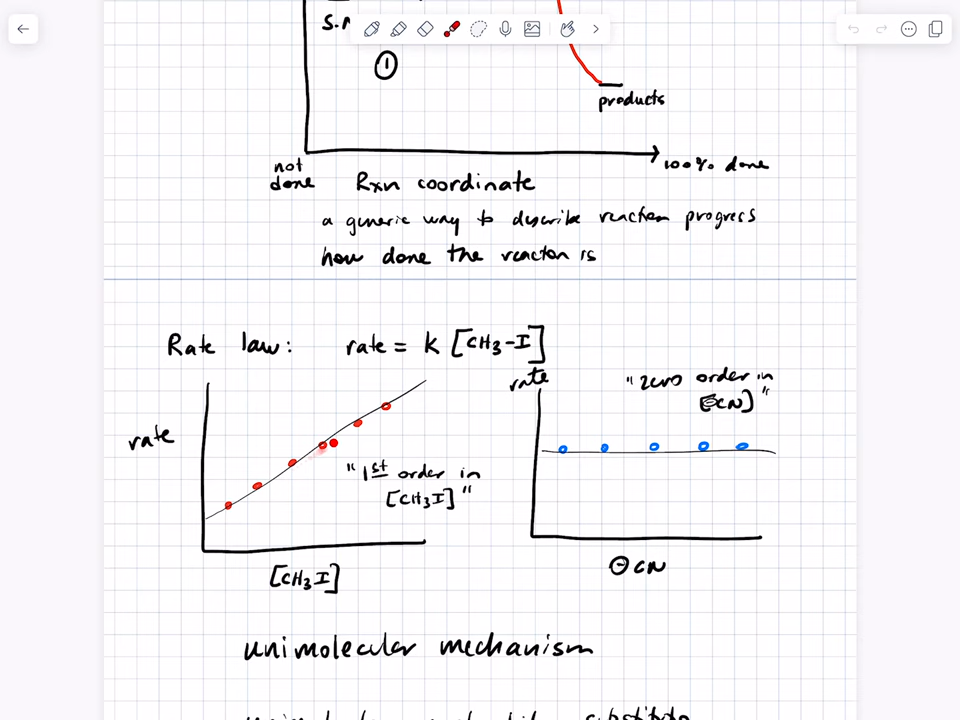 ①
products
not
done
100% done
Rxn coordinate
a generic way to describe reaction progress
how done the reacton is
Rate law: rate = k [CH₃-I]
rate
"1st order in
[CH₃I]"
[CH₃I]
rate
"zero order in
[⊖CN]"
⊖CN
unimolecular mechanism